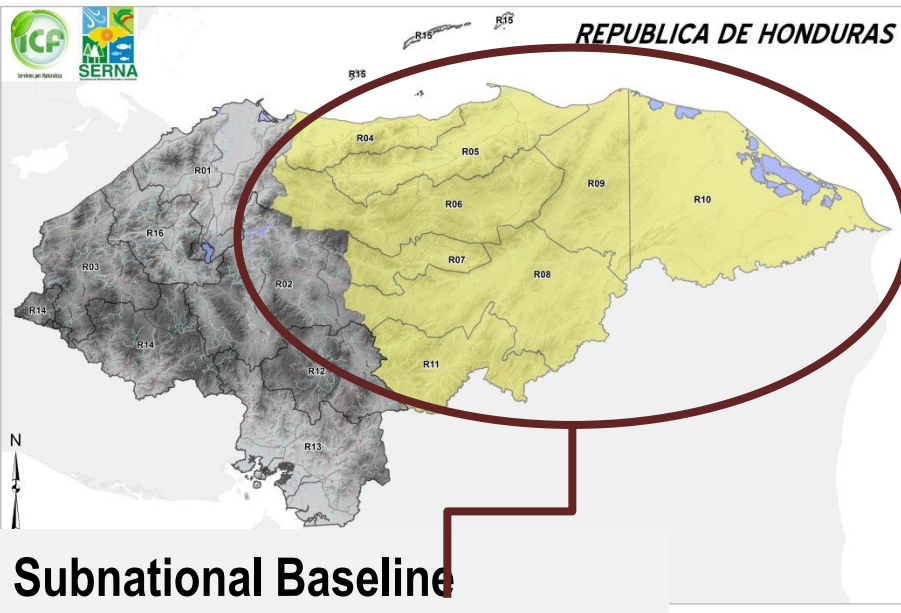 R15
REPUBLICA DE HONDURAS
R15
ICF
SERNA
R15
R04
R05
R01
R09
R06
R10
R16
R07
R03
R08
R02
R14
R14
R12
R11
N
R13
Subnational Baseline